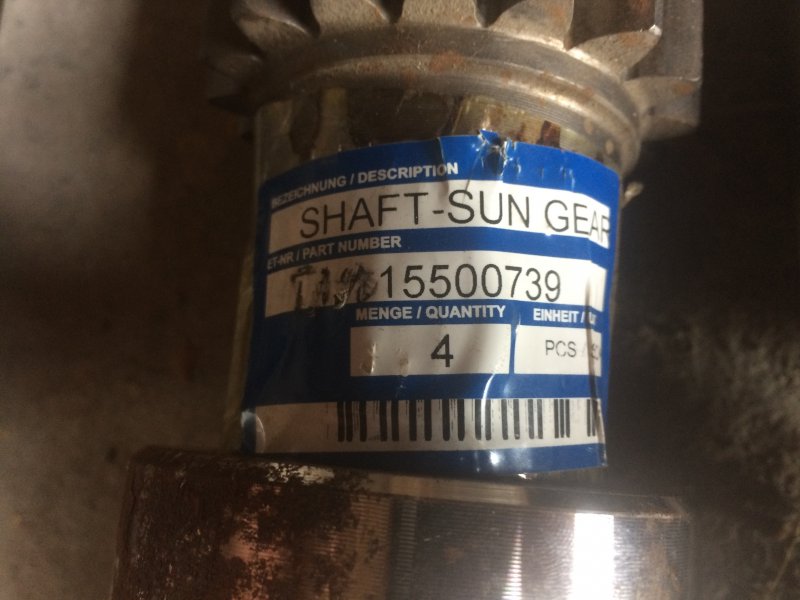 BEZEICHNUNG / DESCRIPTION
SHAFT-SUN GEAR
ET-NR / PART NUMBER
15500739
MENGE / QUANTITY
EINHEIT /
4
PCS /